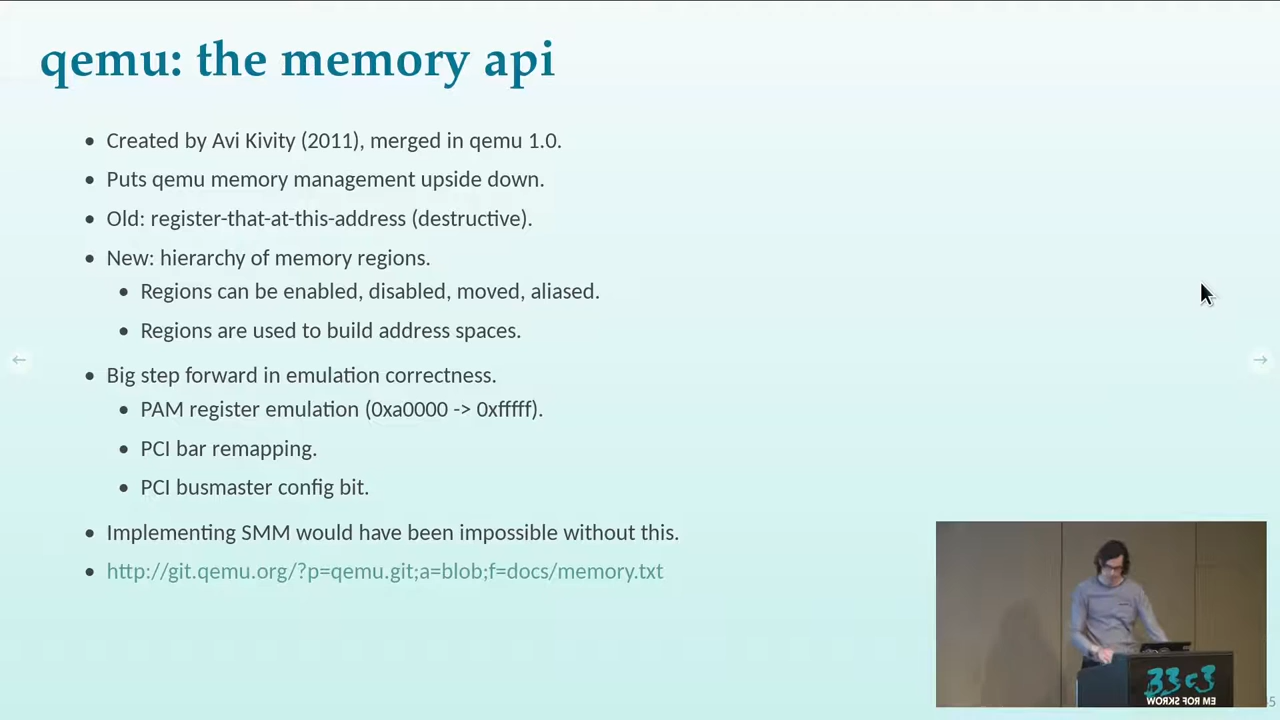 qemu: the memory api
• Created by Avi Kivity (2011), merged in qemu 1.0.
• Puts qemu memory management upside down.
• Old: register-that-at-this-address (destructive).
• New: hierarchy of memory regions.
• Regions can be enabled, disabled, moved, aliased.
• Regions are used to build address spaces.
• Big step forward in emulation correctness.
• PAM register emulation (0xa0000 -> 0xfffff).
• PCI bar remapping.
• PCI busmaster config bit.
• Implementing SMM would have been impossible without this.
• http://git.qemu.org/?p=qemu.git;a=blob;f=docs/memory.txt
33c3
WORKS FOR ME
5